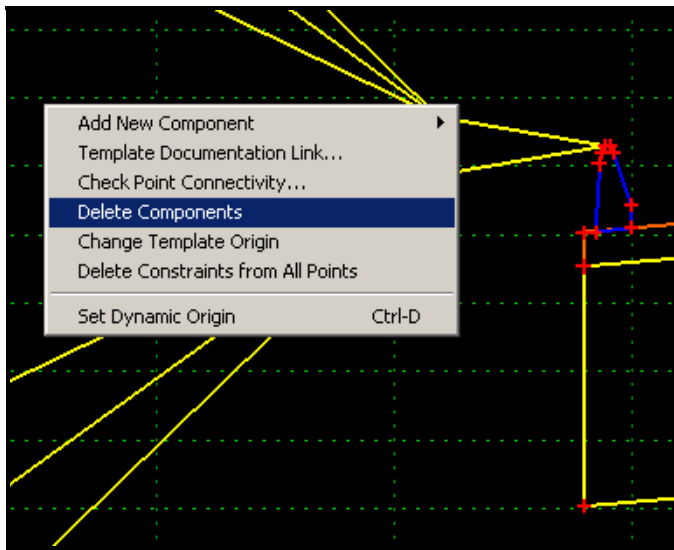 Add New Component
Template Documentation Link...
Check Point Connectivity...
Delete Components
Change Template Origin
Delete Constraints from All Points
Set Dynamic Origin Ctrl-D